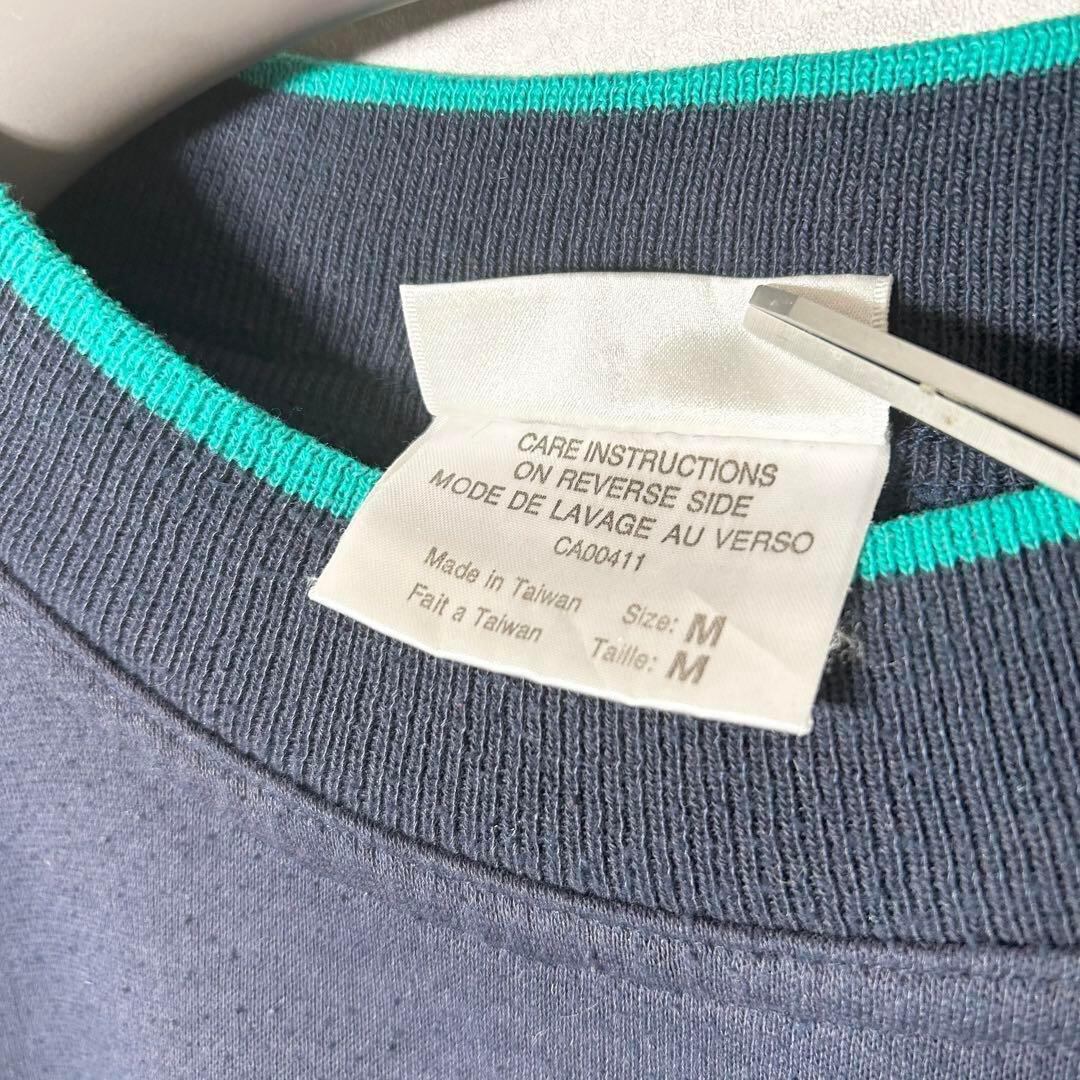 CARE INSTRUCTIONS
ON REVERSE SIDE
MODE DE LAVAGE AU VERSO
CA00411
Made in Taiwan
Fait a Taiwan
Size: M
Taille: M